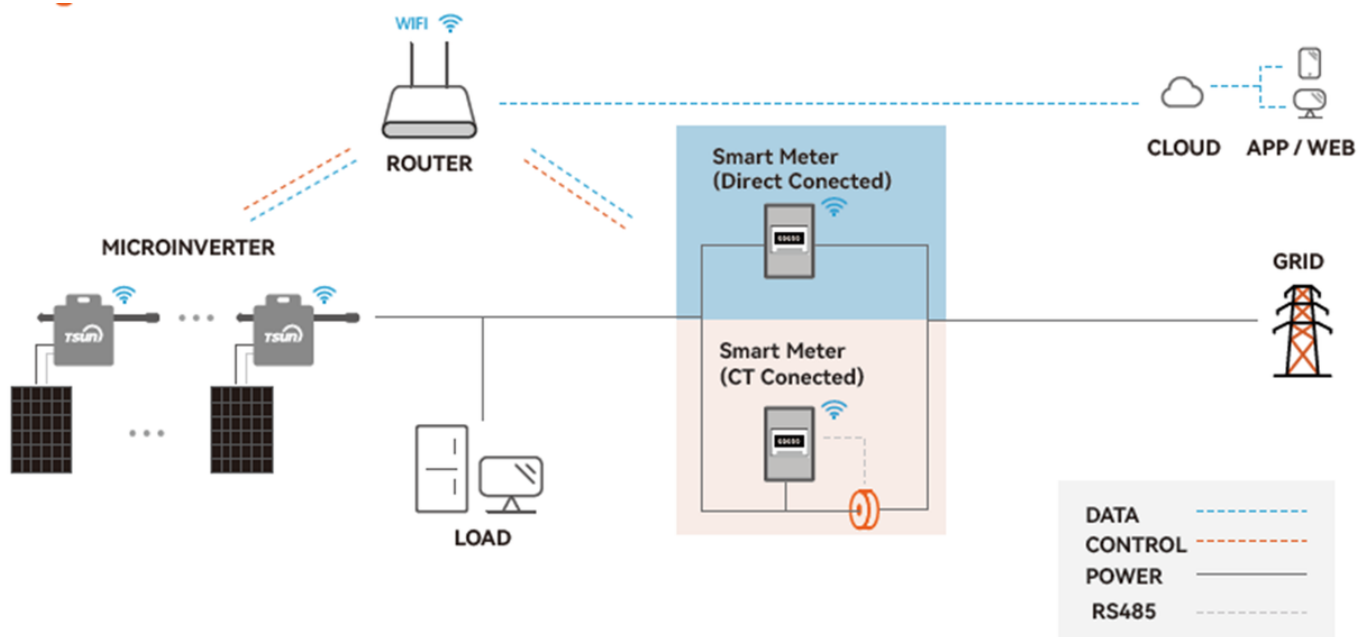 WIFI
ROUTER
CLOUD
APP / WEB
Smart Meter
(Direct Conected)
MICROINVERTER
GRID
TSUN
TSUN
Smart Meter
(CT Conected)
LOAD
DATA
CONTROL
POWER
RS485